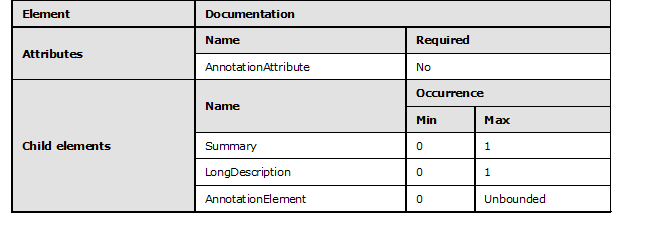 Element Documentation
Attributes
Name Required
AnnotationAttribute No
Child elements
Name
Occurrence
Min Max
Summary 0 1
LongDescription 0 1
AnnotationElement 0 Unbounded